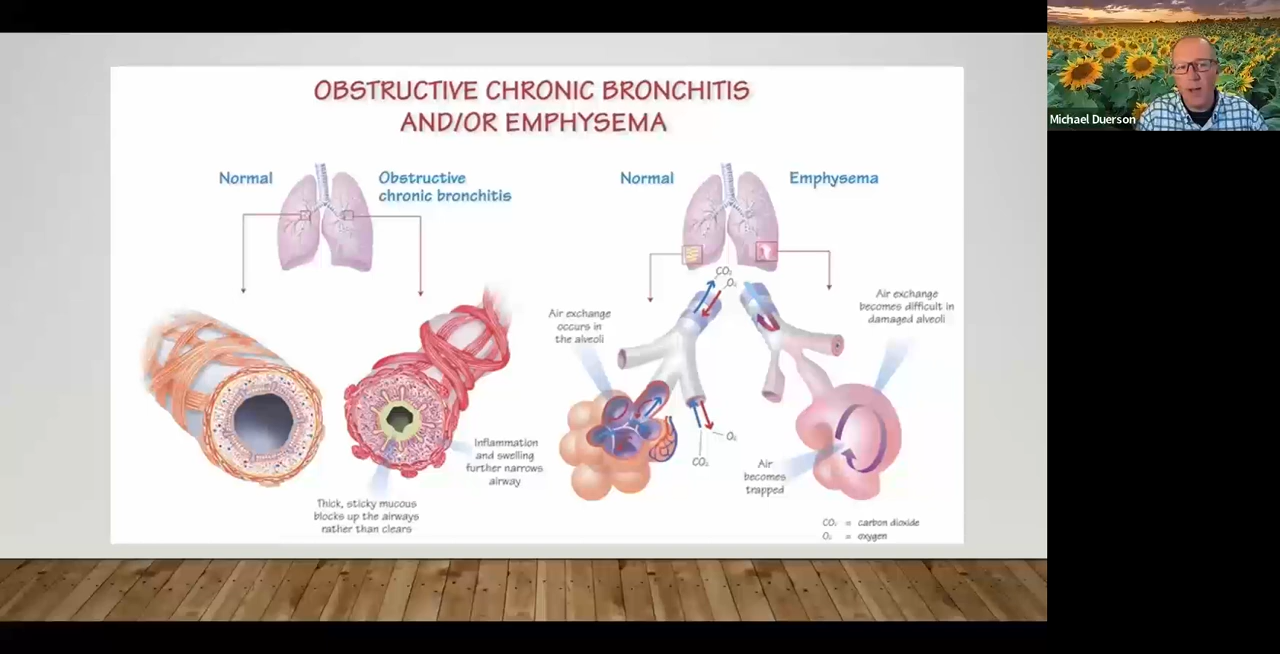 OBSTRUCTIVE CHRONIC BRONCHITIS
AND/OR EMPHYSEMA
Normal
Obstructive
chronic bronchitis
Normal
Emphysema
CO₂
O₂
Air exchange
occurs in
the alveoli
Air exchange
becomes difficult in
damaged alveoli
Inflammation
and swelling
further narrows
airway
Thick, sticky mucous
blocks up the airways
rather than clears
O₂
CO₂
Air
becomes
trapped
CO₂ = carbon dioxide
O₂ = oxygen
Michael Duerson